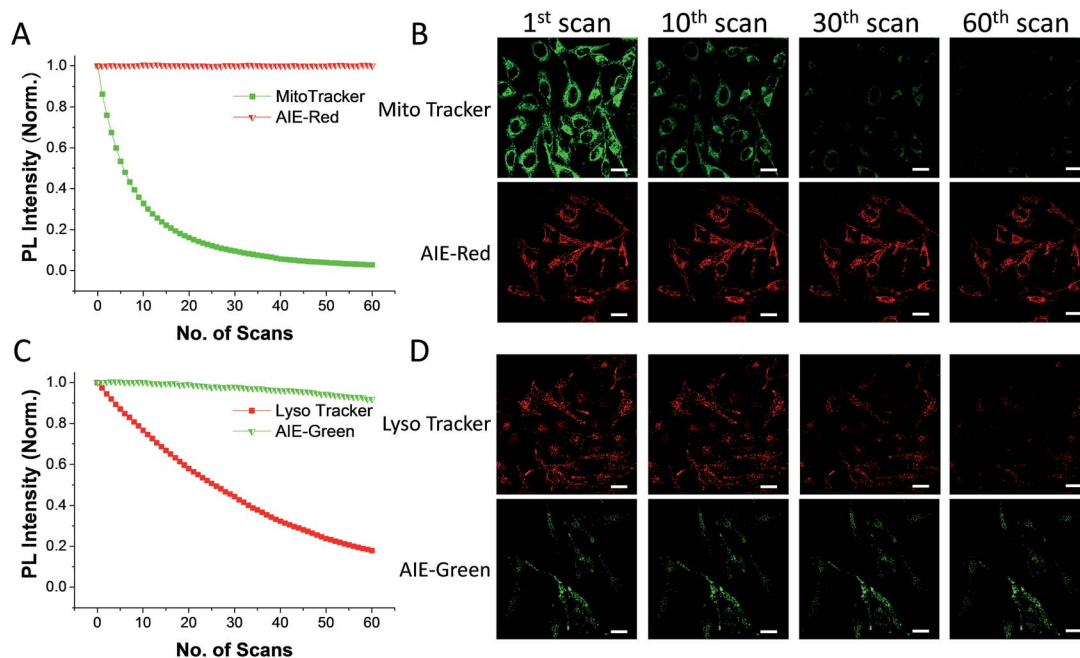 A
1.0
0.8
0.6
0.4
0.2
0.0
PL Intensity (Norm.)
MitoTracker
AIE-Red
0 10 20 30 40 50 60
No. of Scans
B
1st scan 10th scan 30th scan 60th scan
Mito Tracker
AIE-Red
C
1.0
0.8
0.6
0.4
0.2
0.0
PL Intensity (Norm.)
Lyso Tracker
AIE-Green
0 10 20 30 40 50 60
No. of Scans
D
Lyso Tracker
AIE-Green